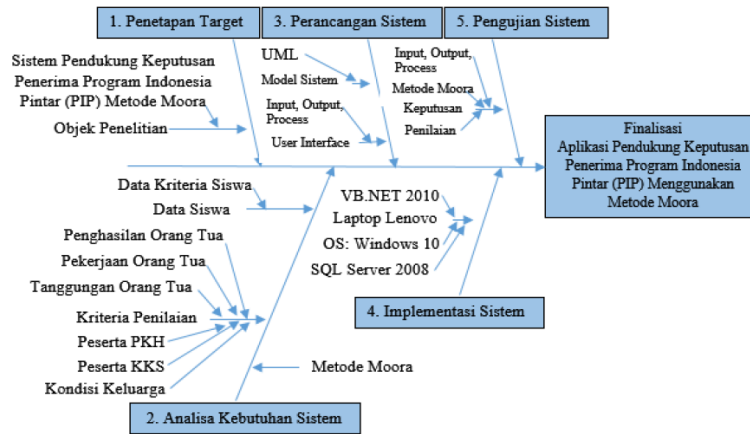 1. Penetapan Target
3. Perancangan Sistem
5. Pengujian Sistem
Sistem Pendukung Keputusan
Penerima Program Indonesia
Pintar (PIP) Metode Moora
Objek Penelitian
UML
Model Sistem
Input, Output,
Process
User Interface
Input, Output,
Process
Metode Moora
Keputusan
Penilaian
Finalisasi
Aplikasi Pendukung Keputusan
Penerima Program Indonesia
Pintar (PIP) Menggunakan
Metode Moora
Data Kriteria Siswa
Data Siswa
Penghasilan Orang Tua
Pekerjaan Orang Tua
Tanggungan Orang Tua
Kriteria Penilaian
Peserta PKH
Peserta KKS
Kondisi Keluarga
Metode Moora
VB.NET 2010
Laptop Lenovo
OS: Windows 10
SQL Server 2008
4. Implementasi Sistem
2. Analisa Kebutuhan Sistem